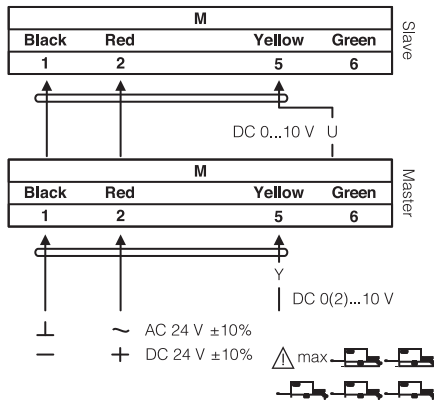 M
Black Red Yellow Green
1 2 5 6
Slave
DC 0...10 V U
M
Black Red Yellow Green
1 2 5 6
Master
Y
DC 0(2)...10 V
⊥ ~ AC 24 V ±10%
− + DC 24 V ±10%
⚠ max